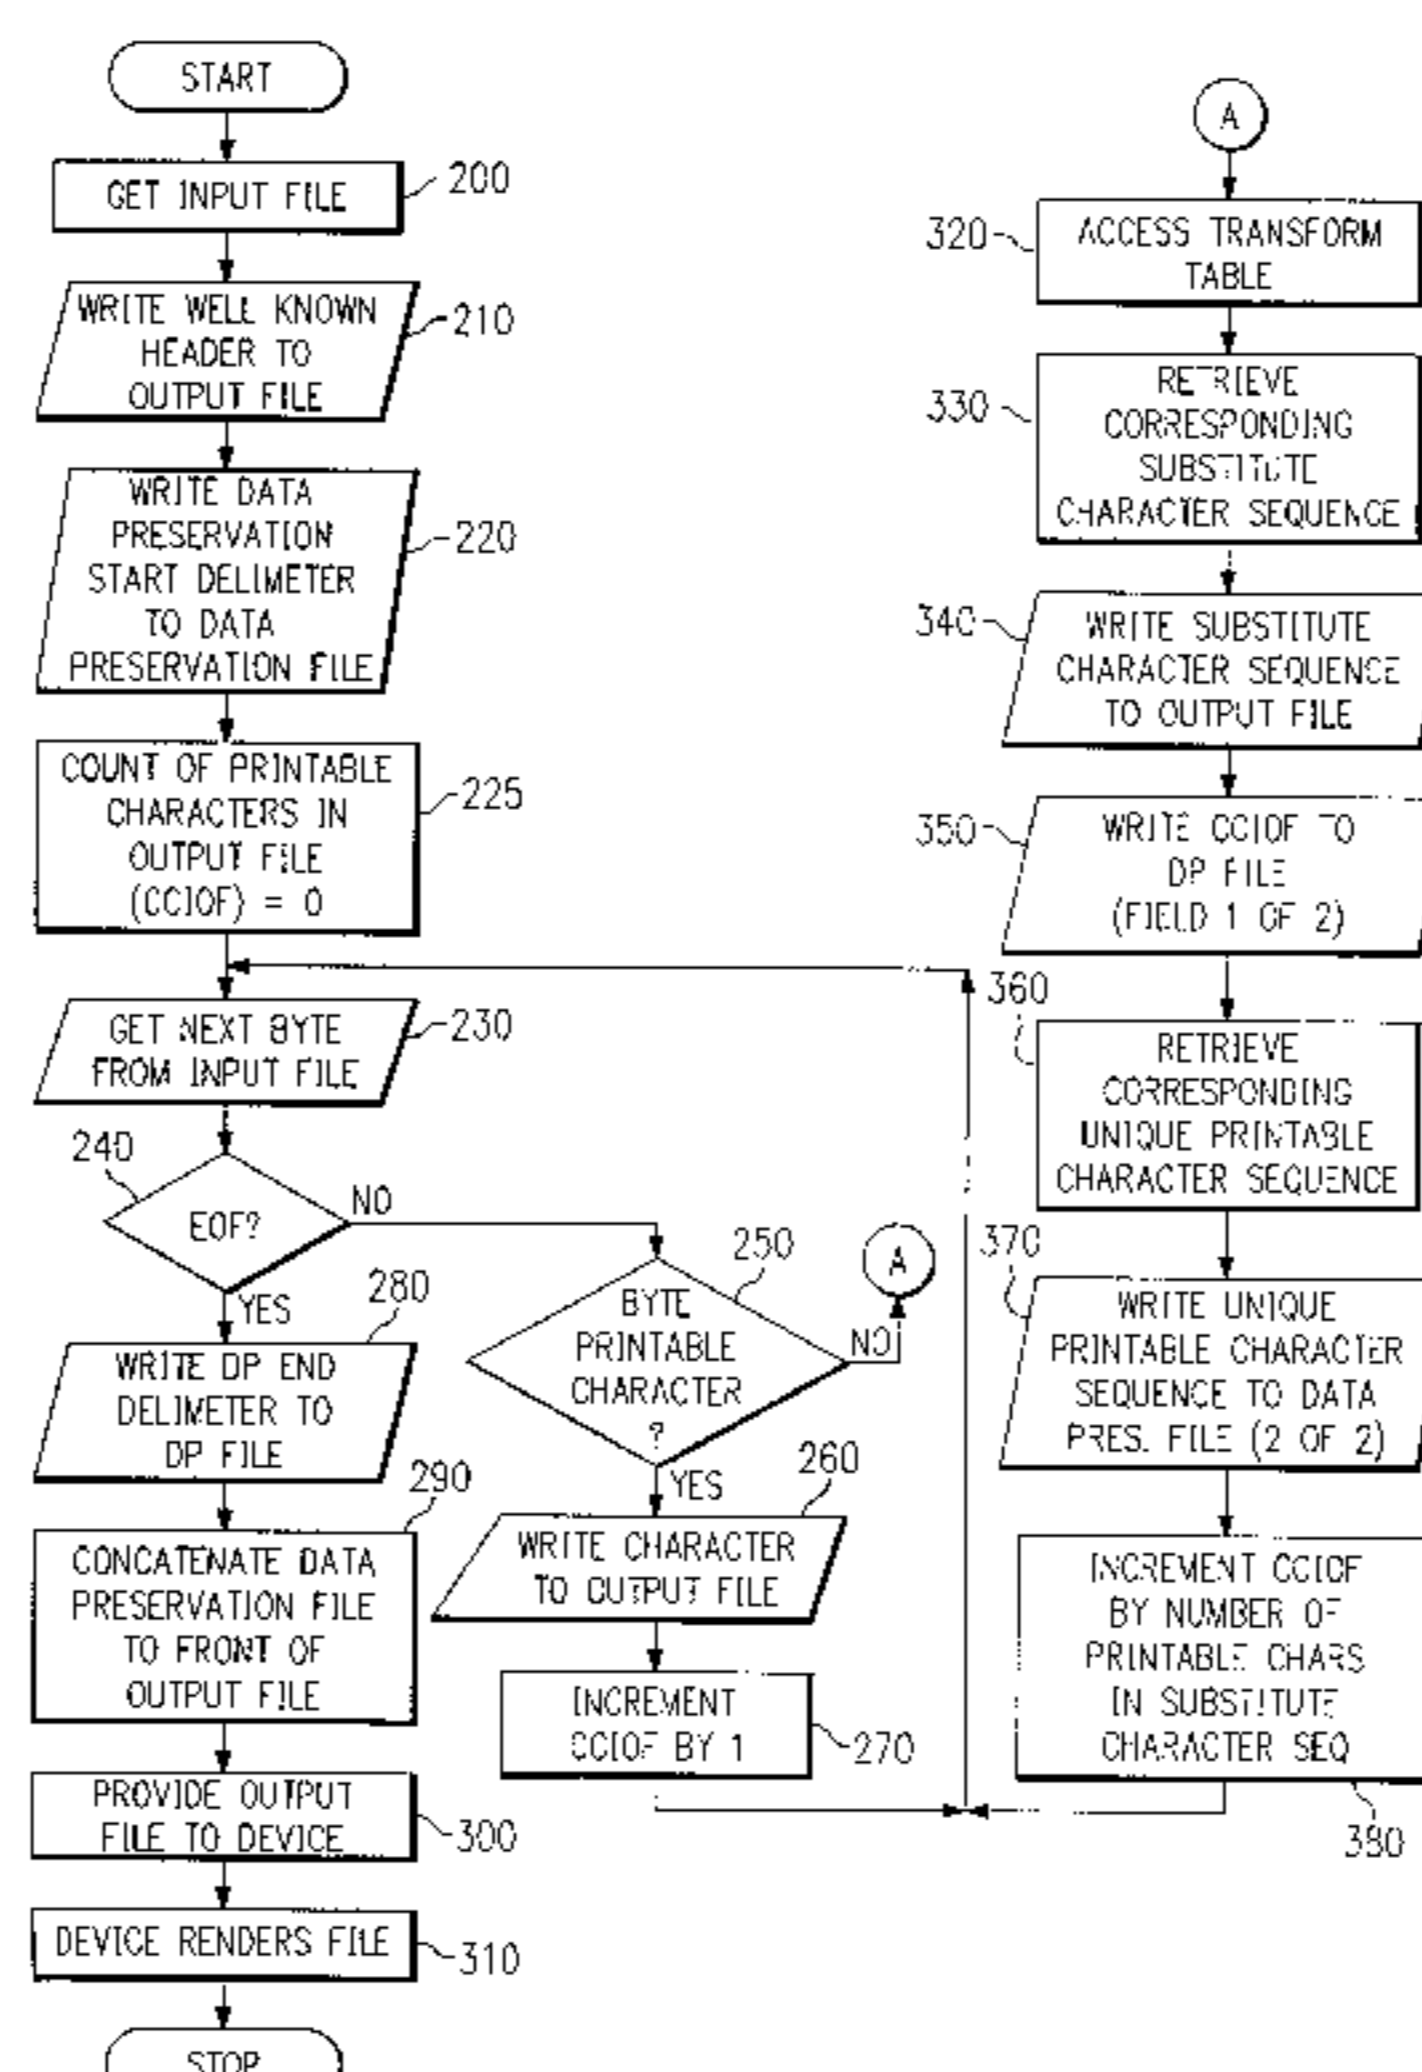 START
GET INPUT FILE
200
WRITE WELL KNOWN
HEADER TO
OUTPUT FILE
210
WRITE DATA
PRESERVATION
START DELIMETER
TO DATA
PRESERVATION FILE
220
COUNT OF PRINTABLE
CHARACTERS IN
OUTPUT FILE
(CCIOF) = 0
225
GET NEXT BYTE
FROM INPUT FILE
230
240
EOF?
NO
YES
280
WRITE DP END
DELIMETER TO
DP FILE
290
CONCATENATE DATA
PRESERVATION FILE
TO FRONT OF
OUTPUT FILE
PROVIDE OUTPUT
FILE TO DEVICE
300
DEVICE RENDERS FILE
310
STOP
250
BYTE
PRINTABLE
CHARACTER
?
NO
A
YES
260
WRITE CHARACTER
TO OUTPUT FILE
INCREMENT
CCIOF BY 1
270
A
320
ACCESS TRANSFORM
TABLE
330
RETRIEVE
CORRESPONDING
SUBSTITUTE
CHARACTER SEQUENCE
340
WRITE SUBSTITUTE
CHARACTER SEQUENCE
TO OUTPUT FILE
350
WRITE CCIOF TO
DP FILE
(FIELD 1 OF 2)
360
RETRIEVE
CORRESPONDING
UNIQUE PRINTABLE
CHARACTER SEQUENCE
370
WRITE UNIQUE
PRINTABLE CHARACTER
SEQUENCE TO DATA
PRES. FILE (2 OF 2)
INCREMENT CCIOF
BY NUMBER OF
PRINTABLE CHARS
IN SUBSTITUTE
CHARACTER SEQ
380